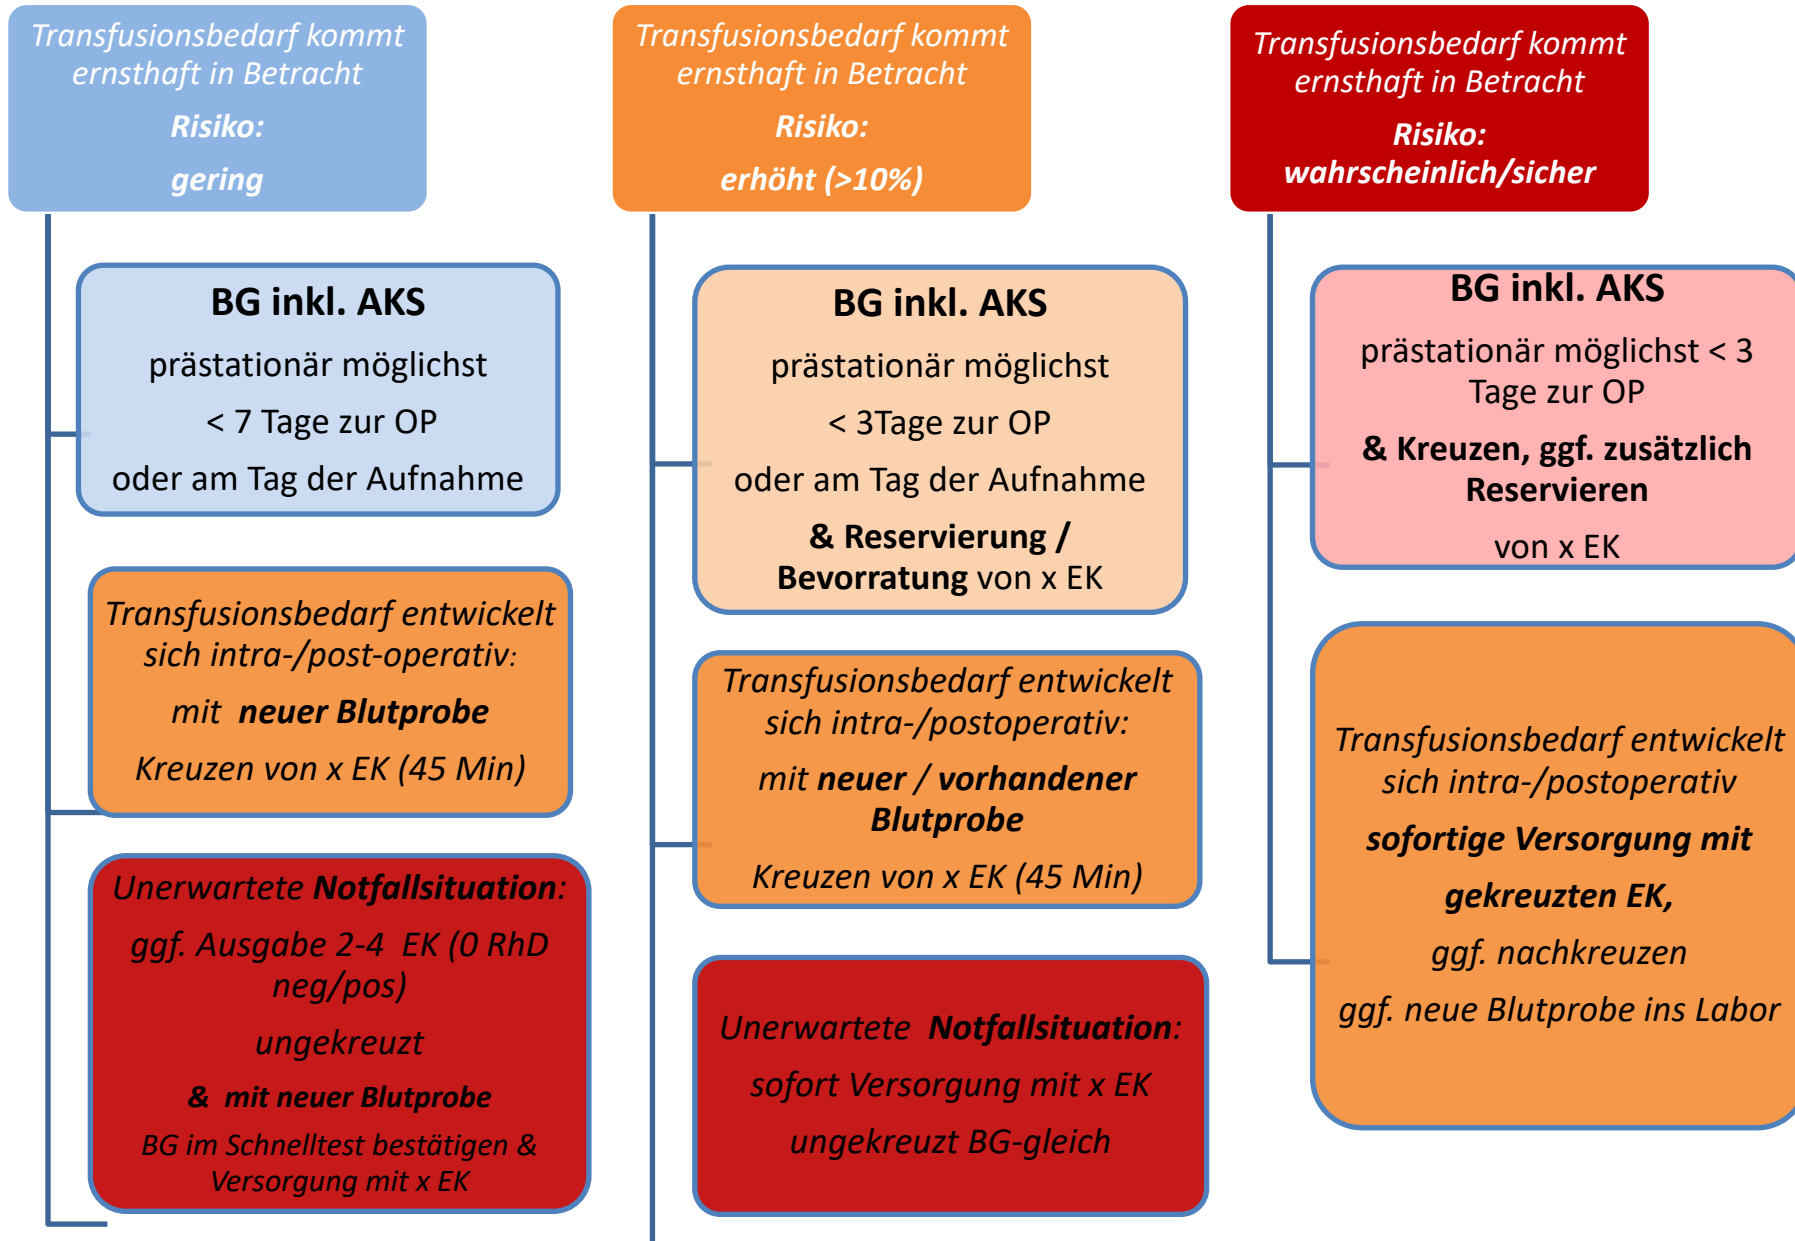 Transfusionsbedarf kommt
ernsthaft in Betracht
Risiko:
gering
BG inkl. AKS
prästationär möglichst
< 7 Tage zur OP
oder am Tag der Aufnahme
Transfusionsbedarf entwickelt
sich intra-/post-operativ:
mit neuer Blutprobe
Kreuzen von x EK (45 Min)
Unerwartete Notfallsituation:
ggf. Ausgabe 2-4 EK (0 RhD
neg/pos)
ungekreuzt
& mit neuer Blutprobe
BG im Schnelltest bestätigen &
Versorgung mit x EK
Transfusionsbedarf kommt
ernsthaft in Betracht
Risiko:
erhöht (>10%)
BG inkl. AKS
prästationär möglichst
< 3Tage zur OP
oder am Tag der Aufnahme
& Reservierung /
Bevorratung von x EK
Transfusionsbedarf entwickelt
sich intra-/postoperativ:
mit neuer / vorhandener
Blutprobe
Kreuzen von x EK (45 Min)
Unerwartete Notfallsituation:
sofort Versorgung mit x EK
ungekreuzt BG-gleich
Transfusionsbedarf kommt
ernsthaft in Betracht
Risiko:
wahrscheinlich/sicher
BG inkl. AKS
prästationär möglichst < 3
Tage zur OP
& Kreuzen, ggf. zusätzlich
Reservieren
von x EK
Transfusionsbedarf entwickelt
sich intra-/postoperativ
sofortige Versorgung mit
gekreuzten EK,
ggf. nachkreuzen
ggf. neue Blutprobe ins Labor